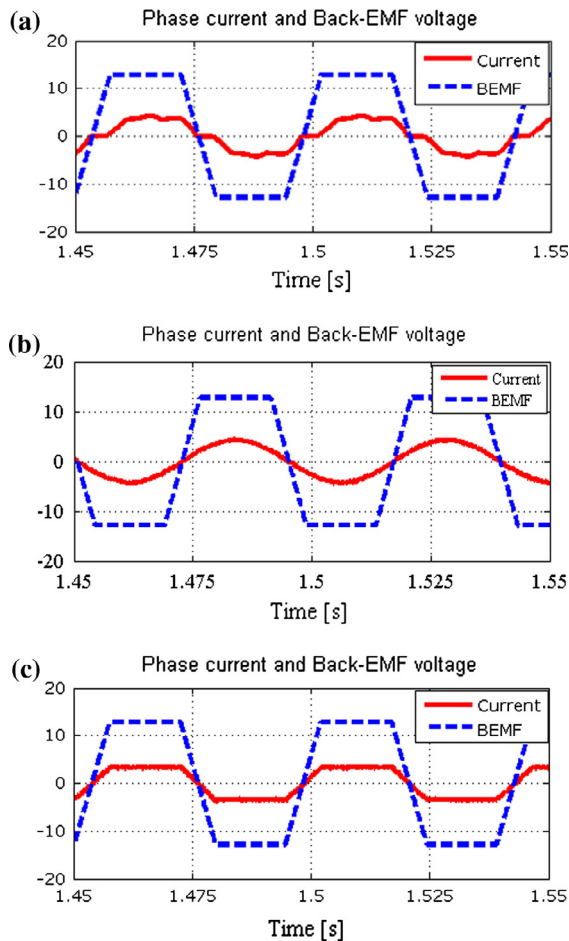 (a)
Phase current and Back-EMF voltage
20
10
0
-10
-20
Current
BEMF
1.45 1.475 1.5 1.525 1.55
Time [s]
(b)
Phase current and Back-EMF voltage
20
10
0
-10
-20
Current
BEMF
1.45 1.475 1.5 1.525 1.55
Time [s]
(c)
Phase current and Back-EMF voltage
20
10
0
-10
-20
Current
BEMF
1.45 1.475 1.5 1.525 1.55
Time [s]